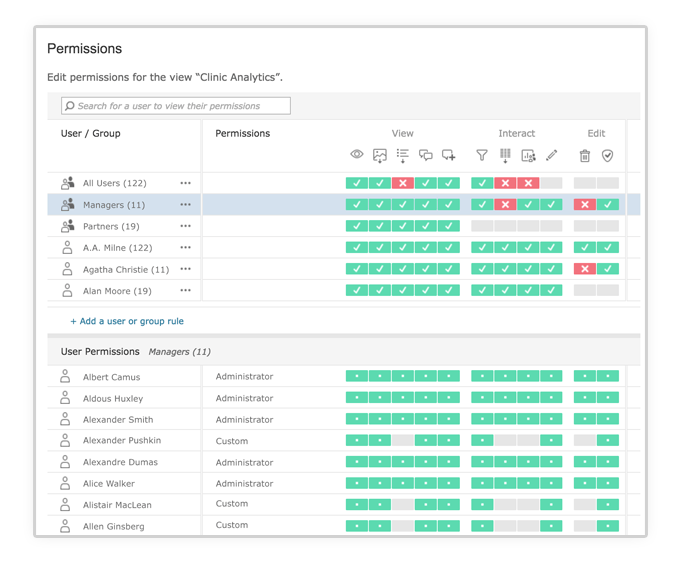 Permissions
Edit permissions for the view “Clinic Analytics”.
Search for a user to view their permissions
User / Group Permissions View Interact Edit
All Users (122)
Managers (11)
Partners (19)
A.A. Milne (122)
Agatha Christie (11)
Alan Moore (19)
+ Add a user or group rule
User Permissions Managers (11)
Albert Camus Administrator
Aldous Huxley Administrator
Alexander Smith Administrator
Alexander Pushkin Custom
Alexandre Dumas Administrator
Alice Walker Administrator
Alistair MacLean Custom
Allen Ginsberg Custom